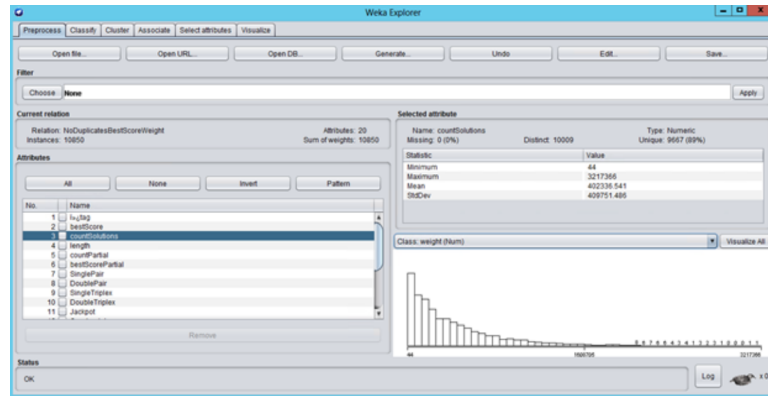 Weka Explorer
Preprocess Classify Cluster Associate Select attributes Visualize
Open file... Open URL... Open DB... Generate... Undo Edit... Save...
Filter
Choose None Apply
Current relation
Relation: NoDuplicatesBestScoreWeight Attributes: 20
Instances: 10850 Sum of weights: 10850
Selected attribute
Name: countSolutions Type: Numeric
Missing: 0 (0%) Distinct: 10009 Unique: 9667 (89%)
Statistic Value
Minimum 44
Maximum 3217366
Mean 402336.541
StdDev 409751.486
Attributes
All None Invert Pattern
No. Name
1 ï»¿tag
2 bestScore
3 countSolutions
4 length
5 countPartial
6 bestScorePartial
7 SinglePair
8 DoublePair
9 SingleTriplex
10 DoubleTriplex
11 Jackpot
Remove
Class: weight (Num) Visualize All
44 1608705 3217366
Status
OK
Log x 0